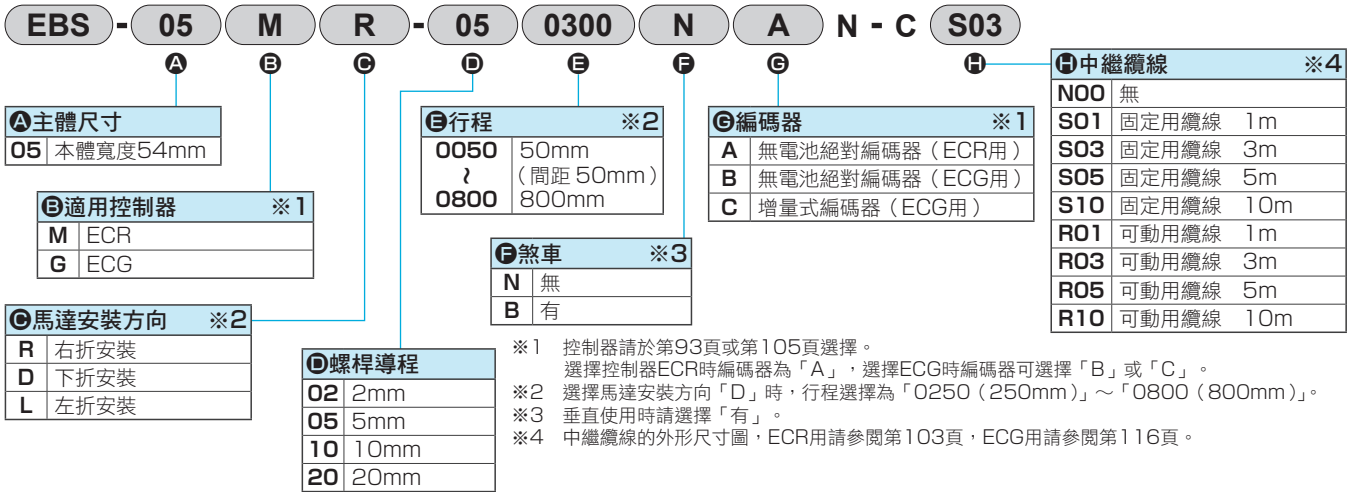 EBS - 05 M R - 05 0300 N A N - C S03
A B C D E F G H
A主體尺寸
05 本體寬度54mm
B適用控制器 ※1
M ECR
G ECG
C馬達安裝方向 ※2
R 右折安裝
D 下折安裝
L 左折安裝
D螺桿導程
02 2mm
05 5mm
10 10mm
20 20mm
E行程 ※2
0050 50mm
~ (間距 50mm)
0800 800mm
F煞車 ※3
N 無
B 有
G編碼器 ※1
A 無電池絕對編碼器(ECR用)
B 無電池絕對編碼器(ECG用)
C 增量式編碼器(ECG用)
H中繼纜線 ※4
N00 無
S01 固定用纜線 1m
S03 固定用纜線 3m
S05 固定用纜線 5m
S10 固定用纜線 10m
R01 可動用纜線 1m
R03 可動用纜線 3m
R05 可動用纜線 5m
R10 可動用纜線 10m
※1 控制器請於第93頁或第105頁選擇。
選擇控制器ECR時編碼器為「A」,選擇ECG時編碼器可選擇「B」或「C」。
※2 選擇馬達安裝方向「D」時,行程選擇為「0250(250mm)」~「0800(800mm)」。
※3 垂直使用時請選擇「有」。
※4 中繼纜線的外形尺寸圖,ECR用請參閱第103頁,ECG用請參閱第116頁。